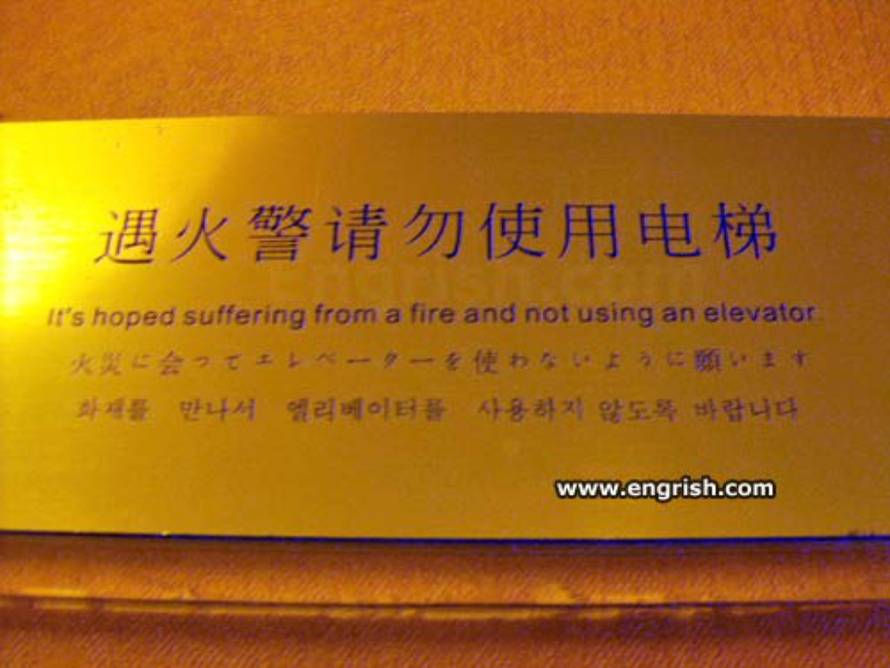 遇火警请勿使用电梯
It's hoped suffering from a fire and not using an elevator
火災に会つてエレベーターを使わないように願います
화재를 만나서 엘리베이터를 사용하지 않도록 바랍니다
www.engrish.com